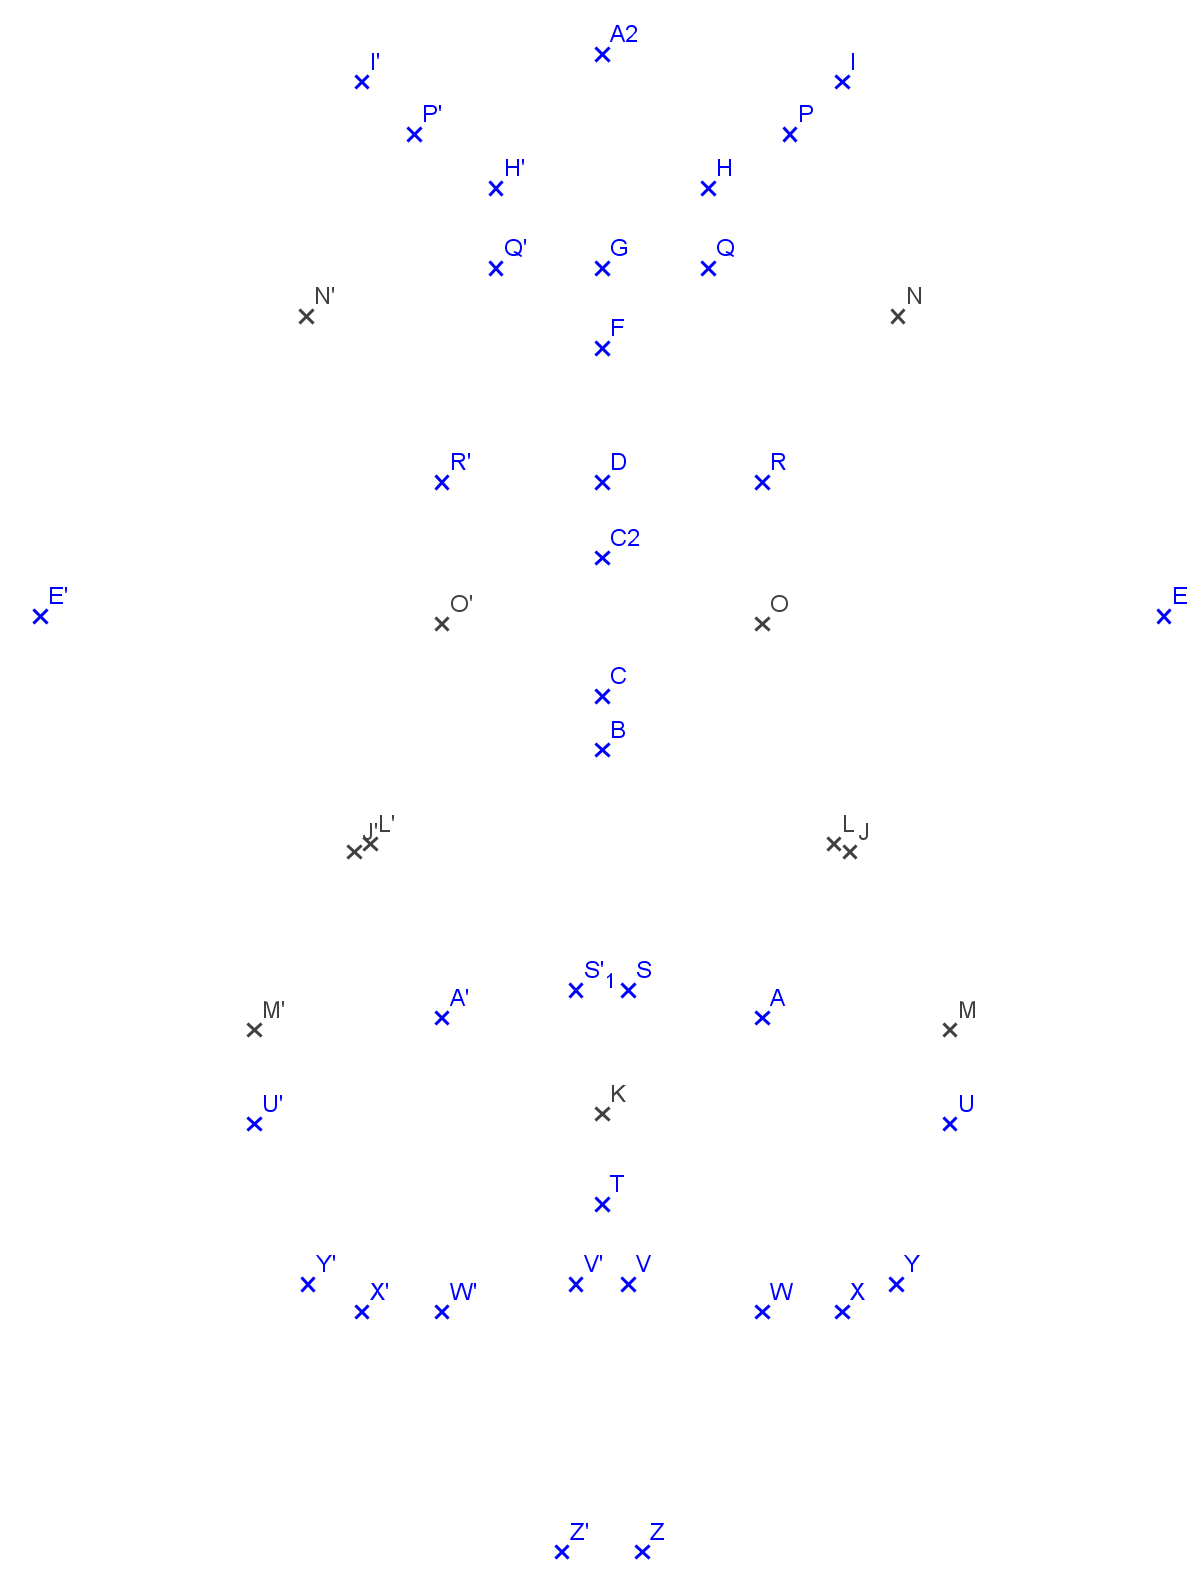 A2
I' I
P' P
H' H
Q' G Q
N' N
F
R' D R
C2
E' E
O' O
C
B
J' L' L J
S'₁ S
A' A
M' M
K
U' U
T
Y' V' V Y
X' W' W X
Z' Z